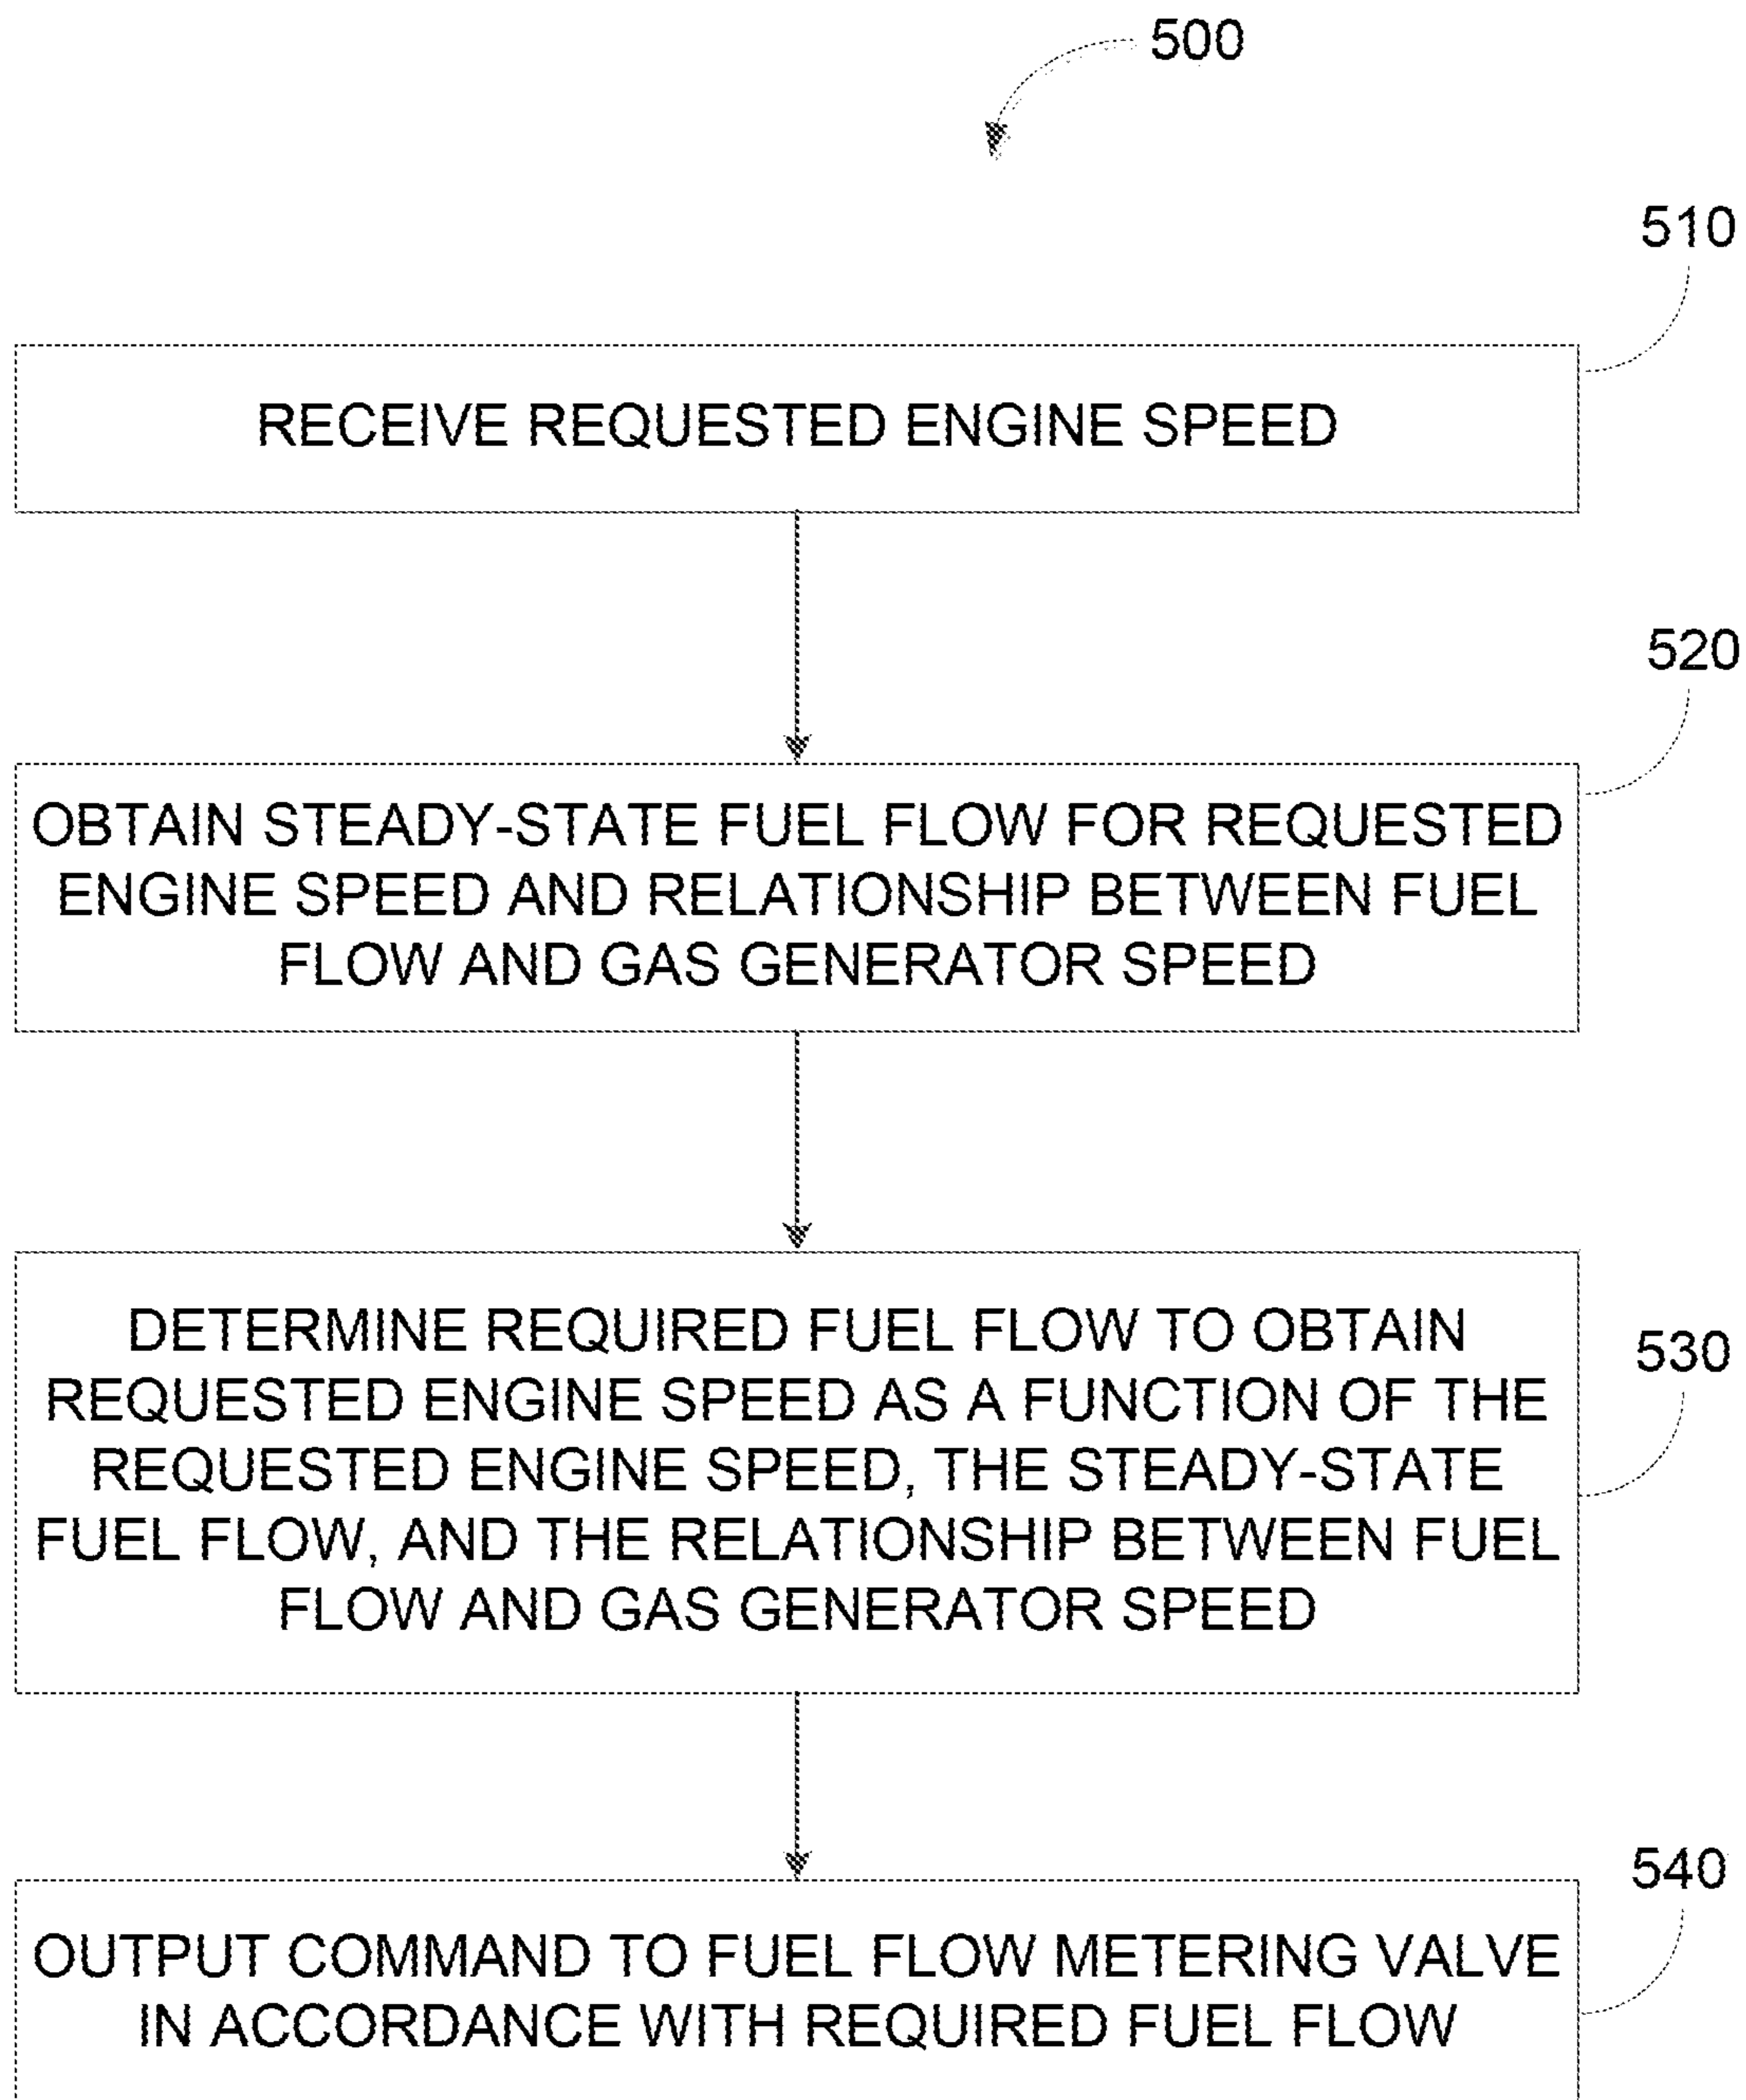 500
510
RECEIVE REQUESTED ENGINE SPEED
520
OBTAIN STEADY-STATE FUEL FLOW FOR REQUESTED
ENGINE SPEED AND RELATIONSHIP BETWEEN FUEL
FLOW AND GAS GENERATOR SPEED
DETERMINE REQUIRED FUEL FLOW TO OBTAIN
REQUESTED ENGINE SPEED AS A FUNCTION OF THE
REQUESTED ENGINE SPEED, THE STEADY-STATE
FUEL FLOW, AND THE RELATIONSHIP BETWEEN FUEL
FLOW AND GAS GENERATOR SPEED
530
540
OUTPUT COMMAND TO FUEL FLOW METERING VALVE
IN ACCORDANCE WITH REQUIRED FUEL FLOW